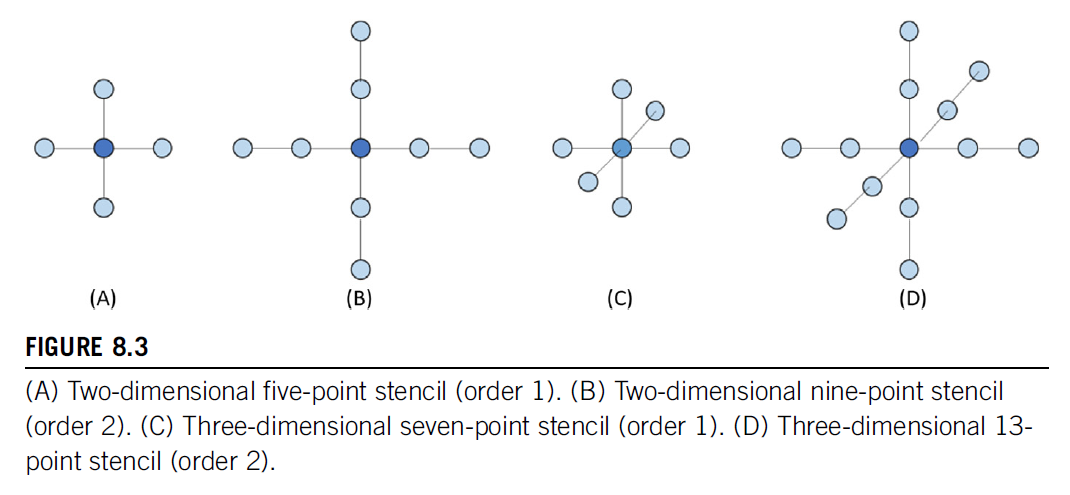 (A) (B) (C) (D)
FIGURE 8.3
(A) Two-dimensional five-point stencil (order 1). (B) Two-dimensional nine-point stencil
(order 2). (C) Three-dimensional seven-point stencil (order 1). (D) Three-dimensional 13-
point stencil (order 2).